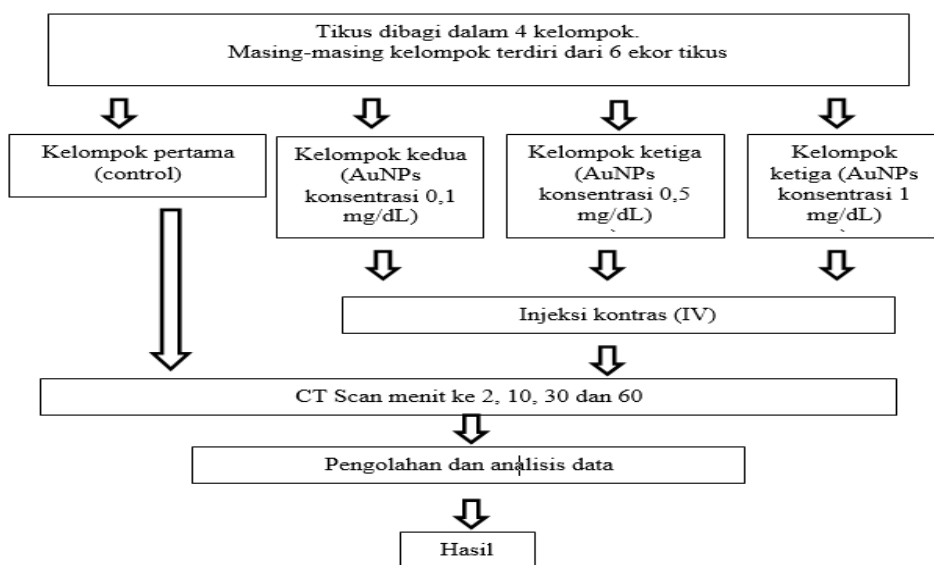 Tikus dibagi dalam 4 kelompok.
Masing-masing kelompok terdiri dari 6 ekor tikus
Kelompok pertama
(control)
Kelompok kedua
(AuNPs
konsentrasi 0,1
mg/dL)
Kelompok ketiga
(AuNPs
konsentrasi 0,5
mg/dL)
`
Kelompok
ketiga (AuNPs
konsentrasi 1
mg/dL)
`
Injeksi kontras (IV)
CT Scan menit ke 2, 10, 30 dan 60
Pengolahan dan analisis data
Hasil